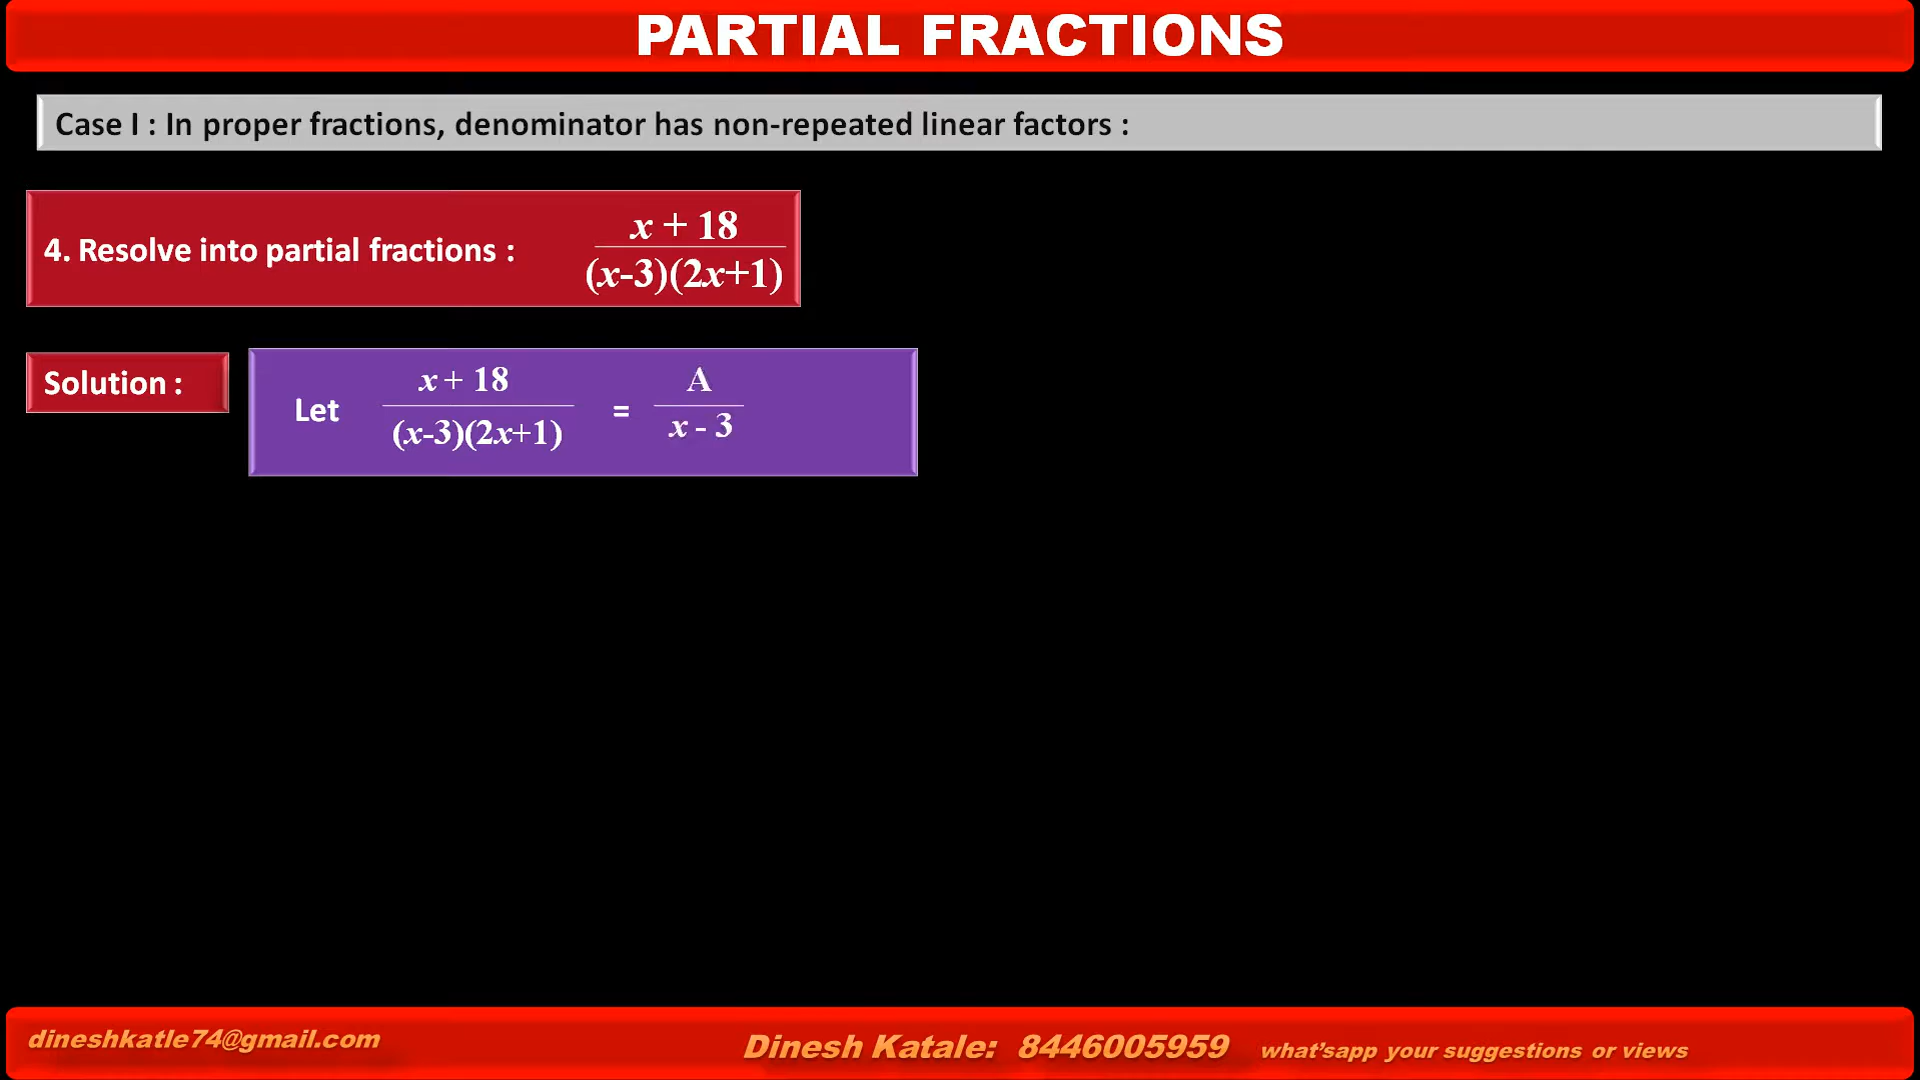 PARTIAL FRACTIONS
Case I : In proper fractions, denominator has non-repeated linear factors :
4. Resolve into partial fractions :
x + 18
(x-3)(2x+1)
Solution :
Let
x + 18
(x-3)(2x+1)
=
A
x - 3
dineshkatle74@gmail.com
Dinesh Katale: 8446005959 what’sapp your suggestions or views